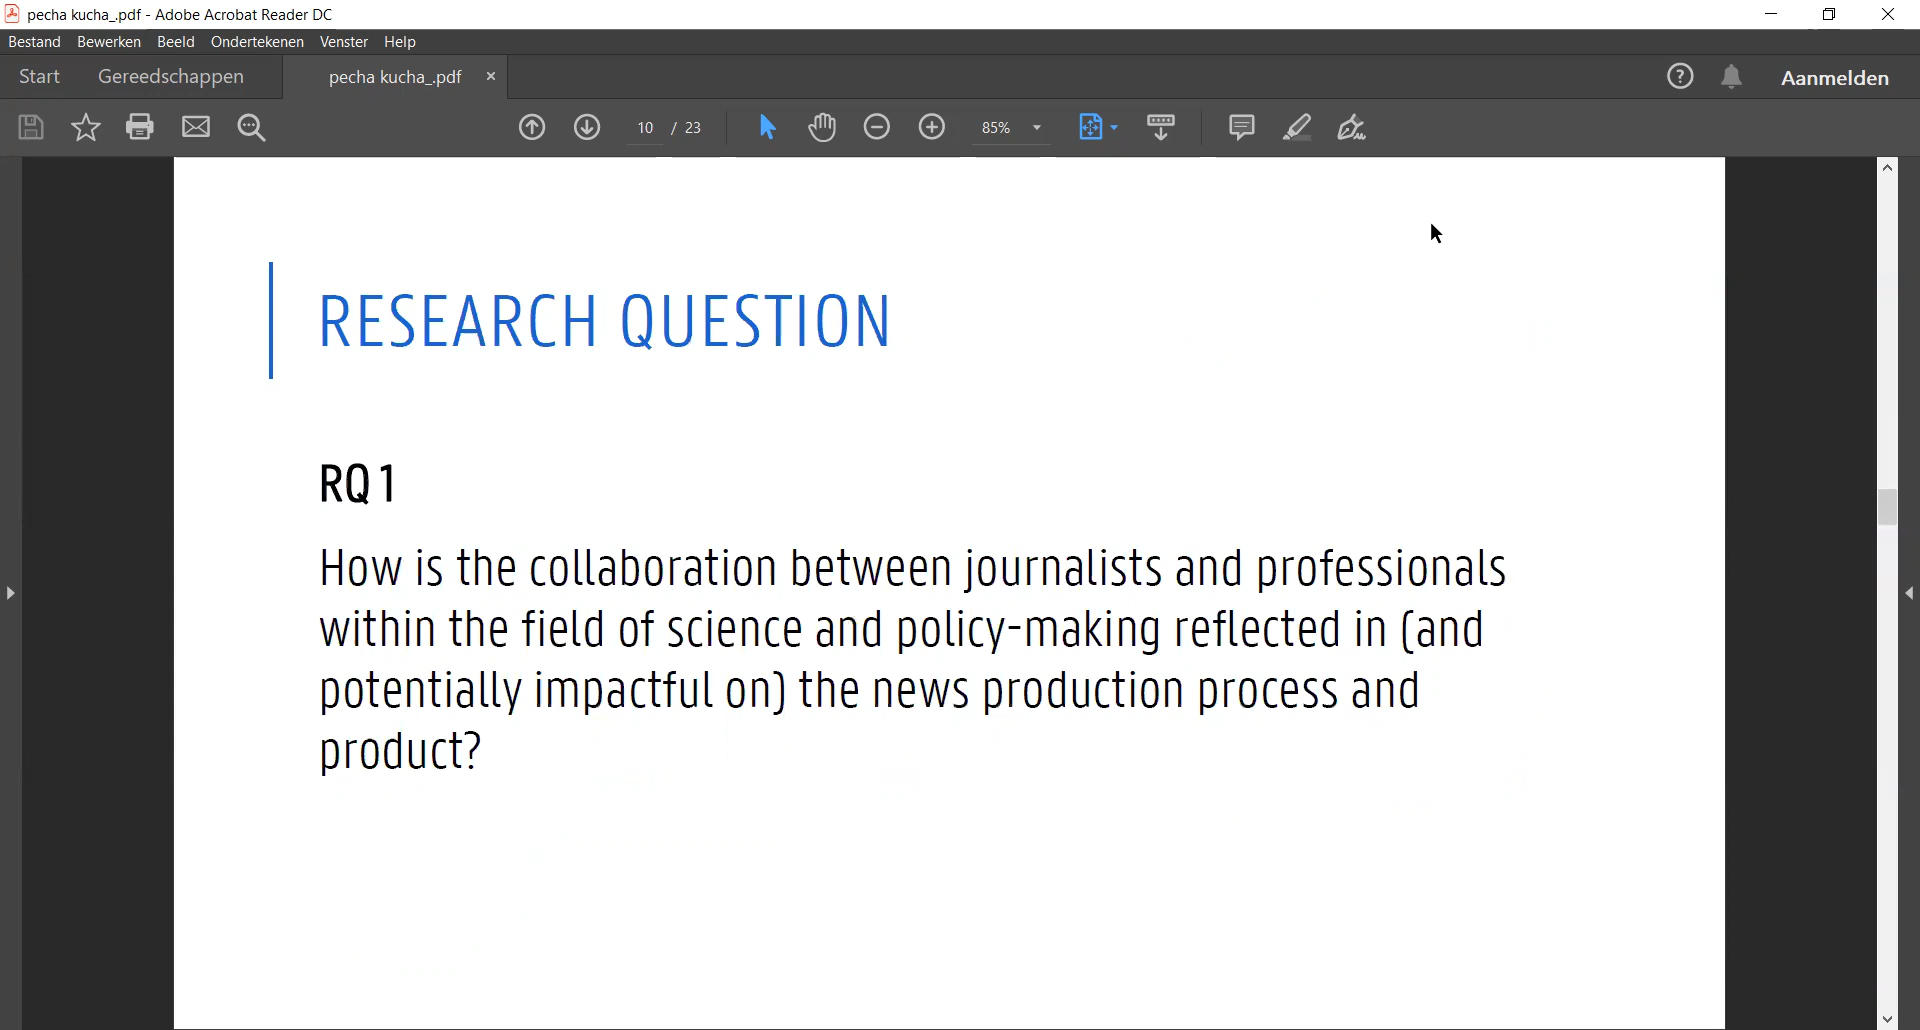 pecha kucha_.pdf - Adobe Acrobat Reader DC
Bestand Bewerken Beeld Ondertekenen Venster Help
Start Gereedschappen pecha kucha_.pdf Aanmelden
10 / 23 85%
RESEARCH QUESTION
RQ 1
How is the collaboration between journalists and professionals
within the field of science and policy-making reflected in (and
potentially impactful on) the news production process and
product?